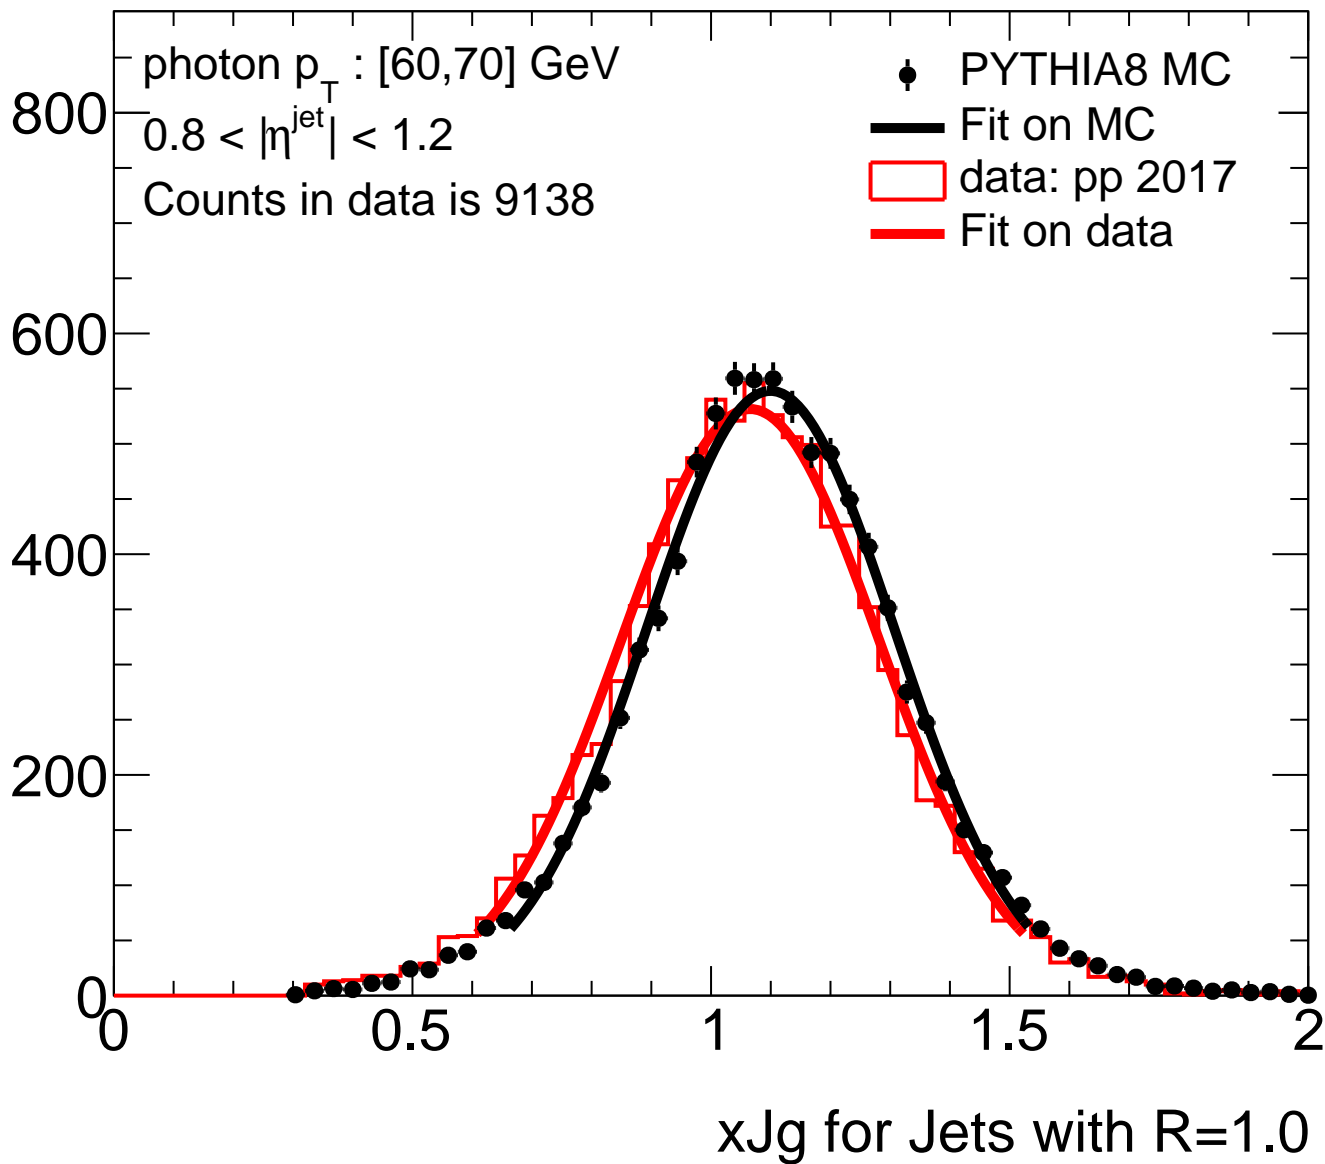 photon p_T : [60,70] GeV
0.8 < |η^jet| < 1.2
Counts in data is 9138
PYTHIA8 MC
Fit on MC
data: pp 2017
Fit on data
800
600
400
200
0
0 0.5 1 1.5 2
xJg for Jets with R=1.0